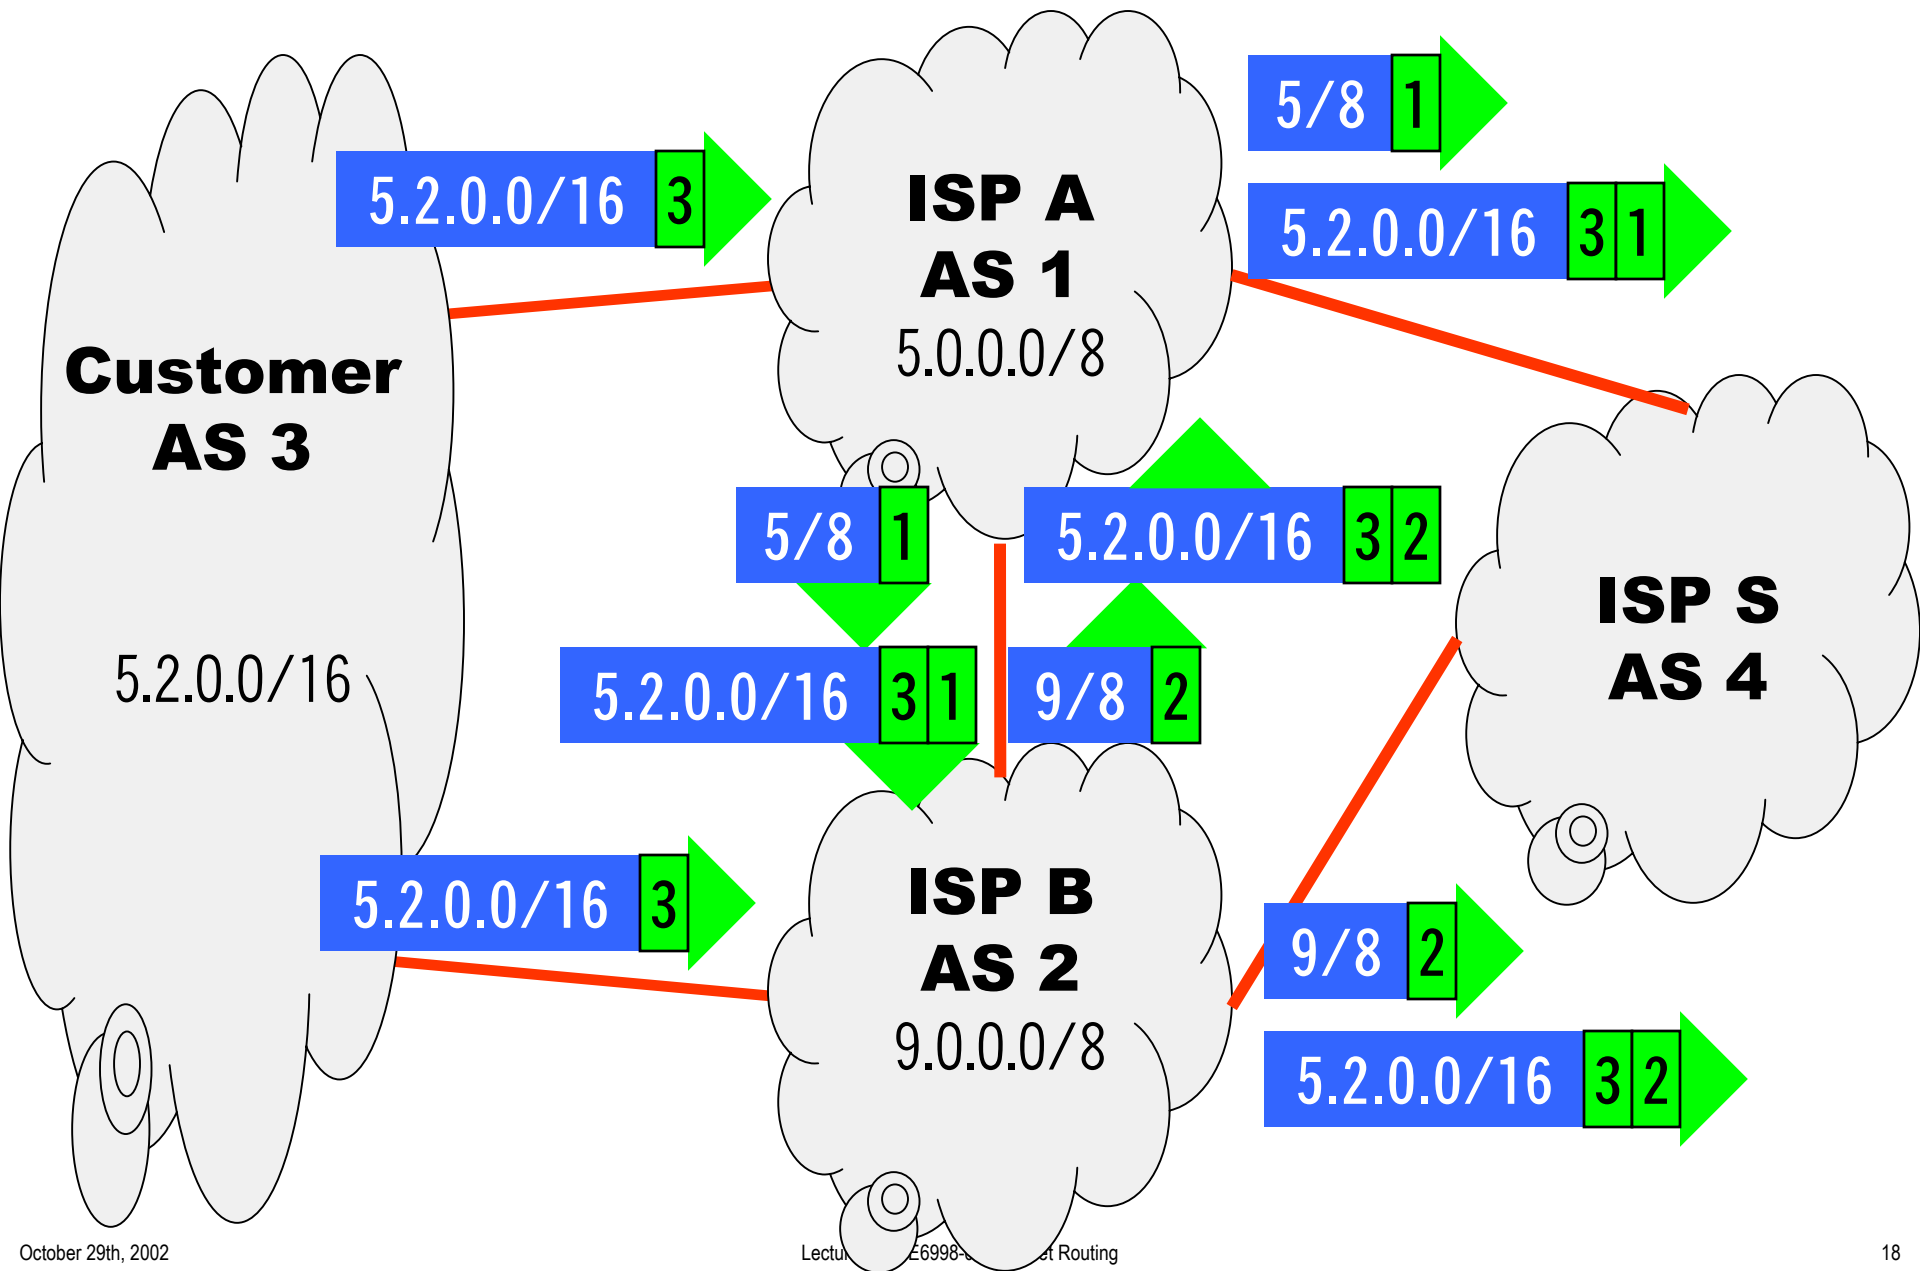 5/8 1
5.2.0.0/16 3
ISP A
AS 1
5.0.0.0/8
5.2.0.0/16 3 1
Customer
AS 3
5.2.0.0/16
5/8 1
5.2.0.0/16 3 2
5.2.0.0/16 3 1
9/8 2
ISP S
AS 4
5.2.0.0/16 3
ISP B
AS 2
9.0.0.0/8
9/8 2
5.2.0.0/16 3 2
October 29th, 2002
Routing
18